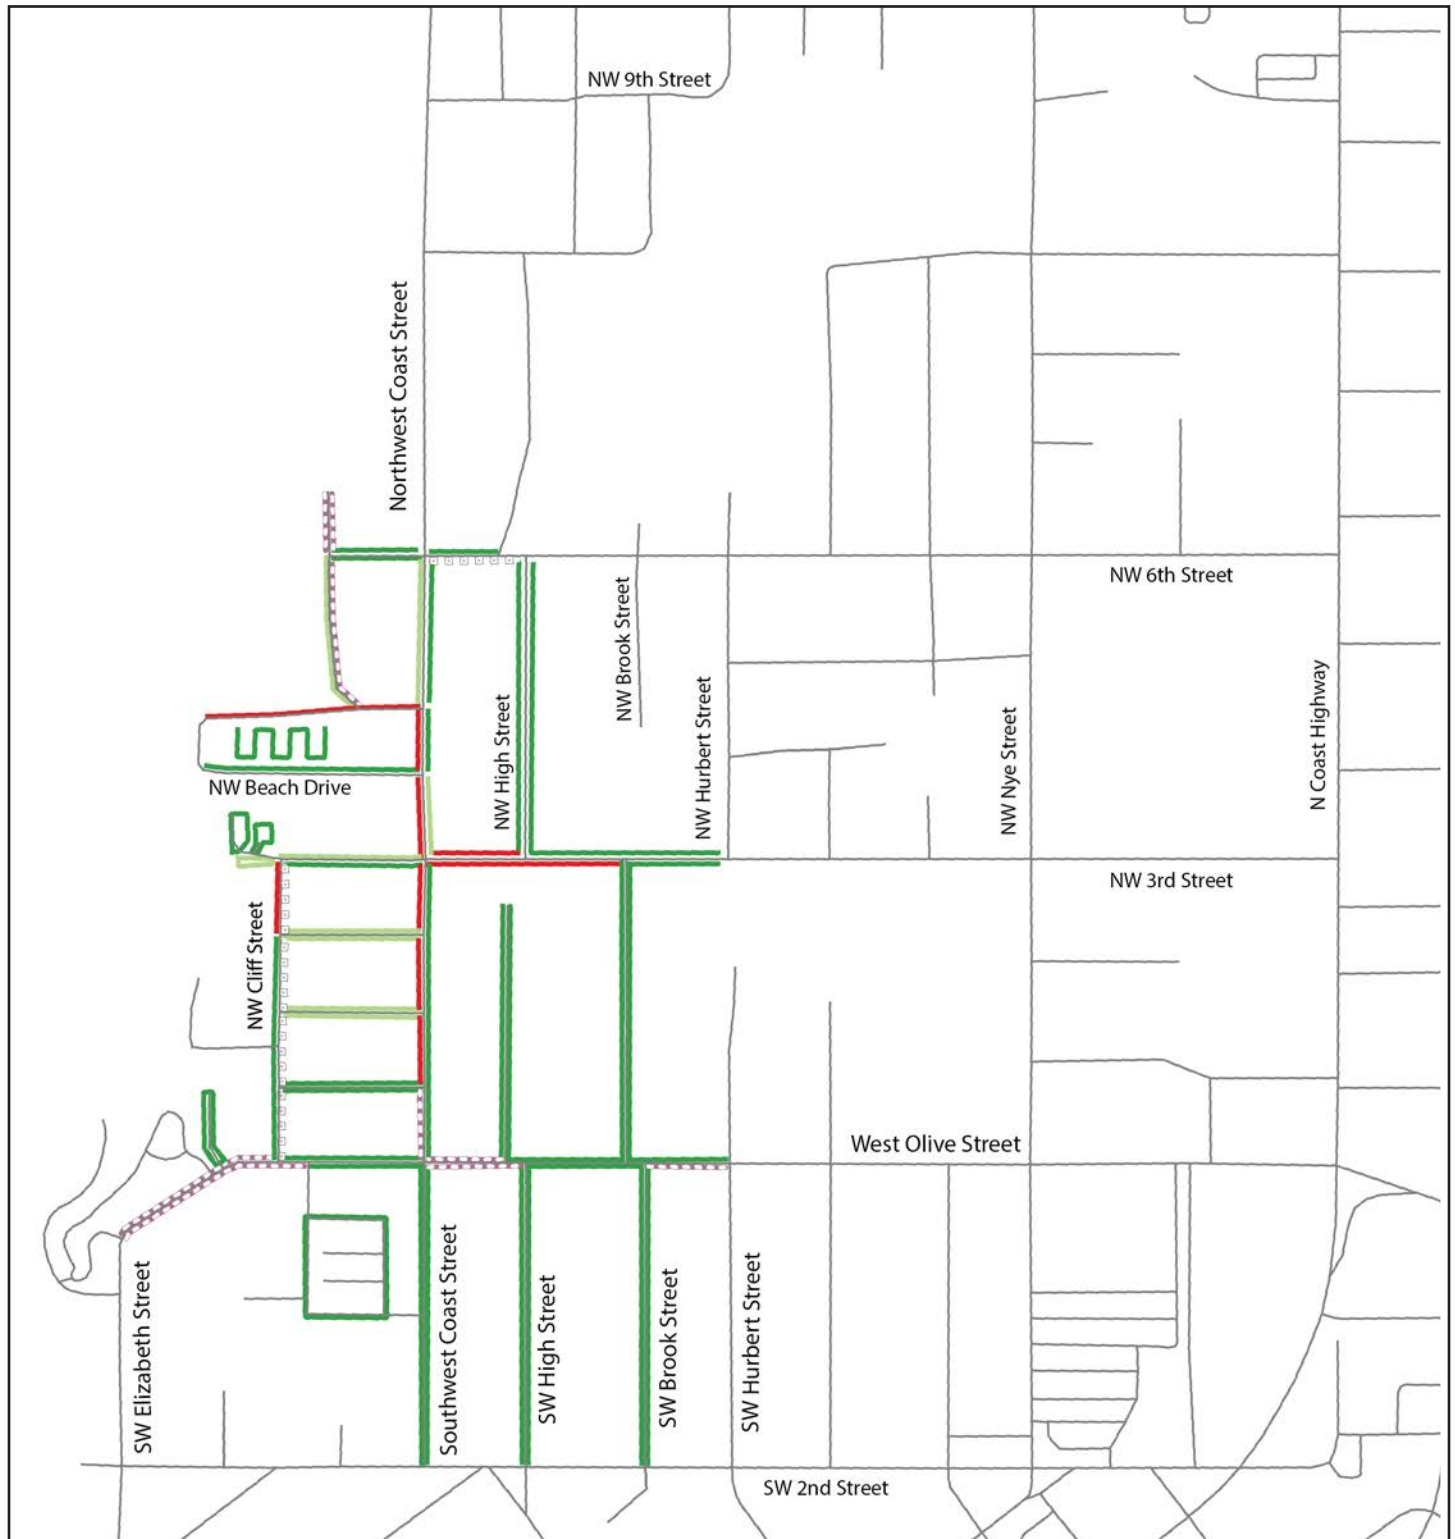 NW 9th Street
Northwest Coast Street
NW 6th Street
NW Brook Street
NW High Street
NW Hurbert Street
NW Nye Street
N Coast Highway
NW Beach Drive
NW 3rd Street
NW Cliff Street
West Olive Street
SW Elizabeth Street
Southwest Coast Street
SW High Street
SW Brook Street
SW Hurbert Street
SW 2nd Street